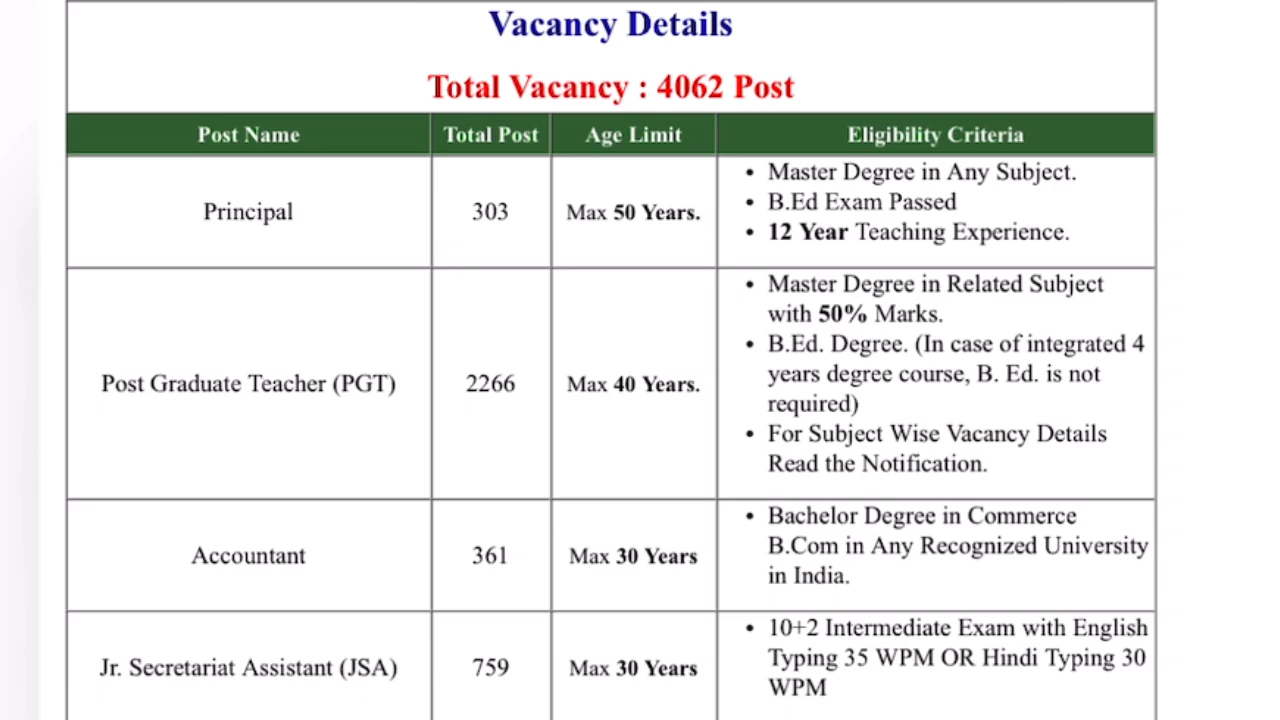 Vacancy Details
Total Vacancy : 4062 Post
Post Name Total Post Age Limit Eligibility Criteria
Principal 303 Max 50 Years.
• Master Degree in Any Subject.
• B.Ed Exam Passed
• 12 Year Teaching Experience.
Post Graduate Teacher (PGT) 2266 Max 40 Years.
• Master Degree in Related Subject
with 50% Marks.
• B.Ed. Degree. (In case of integrated 4
years degree course, B. Ed. is not
required)
• For Subject Wise Vacancy Details
Read the Notification.
Accountant 361 Max 30 Years
• Bachelor Degree in Commerce
B.Com in Any Recognized University
in India.
Jr. Secretariat Assistant (JSA) 759 Max 30 Years
• 10+2 Intermediate Exam with English
Typing 35 WPM OR Hindi Typing 30
WPM